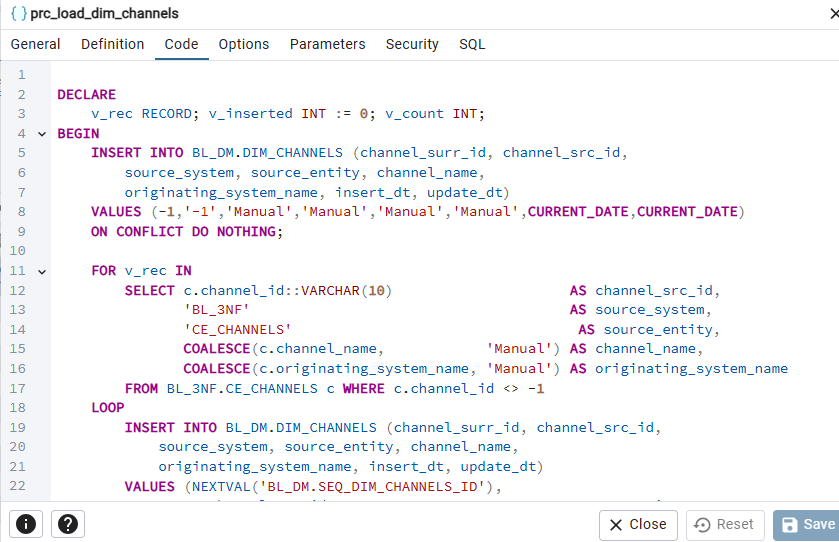 { } prc_load_dim_channels
General Definition Code Options Parameters Security SQL
1
2 DECLARE
3 v_rec RECORD; v_inserted INT := 0; v_count INT;
4 BEGIN
5 INSERT INTO BL_DM.DIM_CHANNELS (channel_surr_id, channel_src_id,
6 source_system, source_entity, channel_name,
7 originating_system_name, insert_dt, update_dt)
8 VALUES (-1,'-1','Manual','Manual','Manual','Manual',CURRENT_DATE,CURRENT_DATE)
9 ON CONFLICT DO NOTHING;
10
11 FOR v_rec IN
12 SELECT c.channel_id::VARCHAR(10) AS channel_src_id,
13 'BL_3NF' AS source_system,
14 'CE_CHANNELS' AS source_entity,
15 COALESCE(c.channel_name, 'Manual') AS channel_name,
16 COALESCE(c.originating_system_name, 'Manual') AS originating_system_name
17 FROM BL_3NF.CE_CHANNELS c WHERE c.channel_id <> -1
18 LOOP
19 INSERT INTO BL_DM.DIM_CHANNELS (channel_surr_id, channel_src_id,
20 source_system, source_entity, channel_name,
21 originating_system_name, insert_dt, update_dt)
22 VALUES (NEXTVAL('BL_DM.SEQ_DIM_CHANNELS_ID'),
Close Reset Save